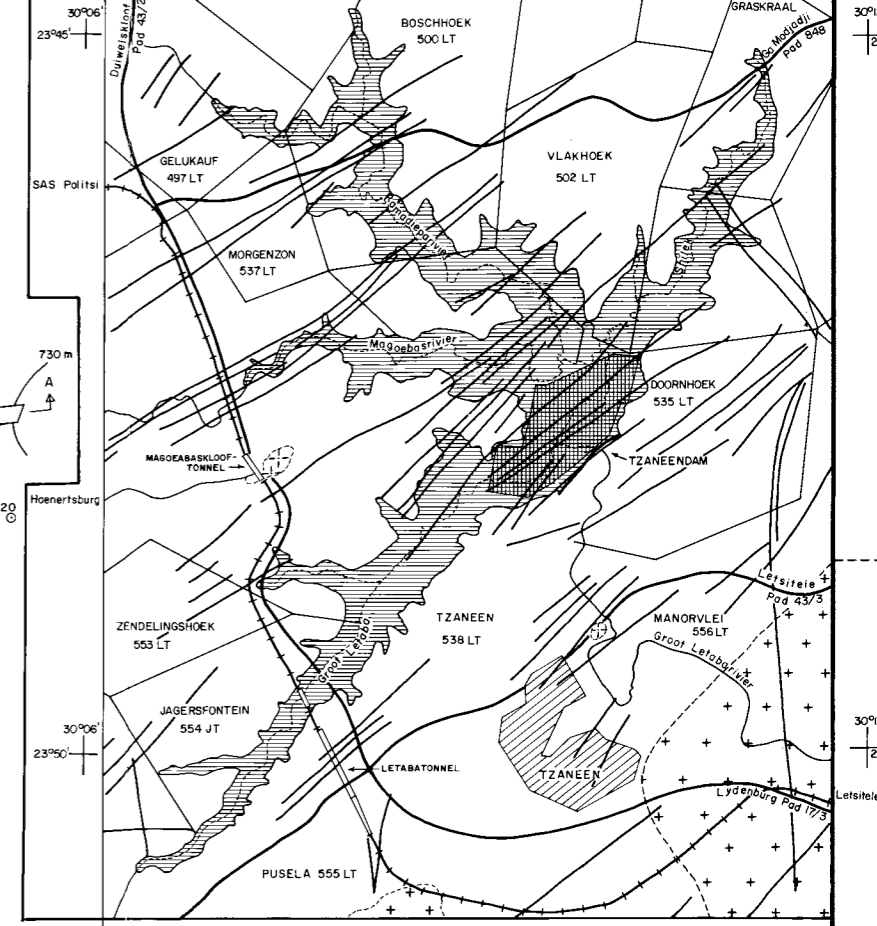 30°06'
23°45'
Duiwelskloof
Pad 43/2
BOSCHHOEK
500 LT
GRASKRAAL
Ga Modjadji
Pad 848
GELUKAUF
497 LT
VLAKHOEK
502 LT
SAS Politsi
Ramadieparivier
MORGENZON
537 LT
730 m
A
Magoebasrivier
DOORNHOEK
535 LT
MAGOEBASKLOOF-
TONNEL
TZANEENDAM
Haenertsburg
20
Letsitele
Pad 43/3
ZENDELINGSHOEK
553 LT
TZANEEN
538 LT
MANORVLEI
556 LT
Groot Letaba
Groot Letabarivier
JAGERSFONTEIN
554 JT
30°06'
23°50'
LETABATONNEL
TZANEEN
Lydenburg Pad 17/3
Letsitele
PUSELA 555 LT